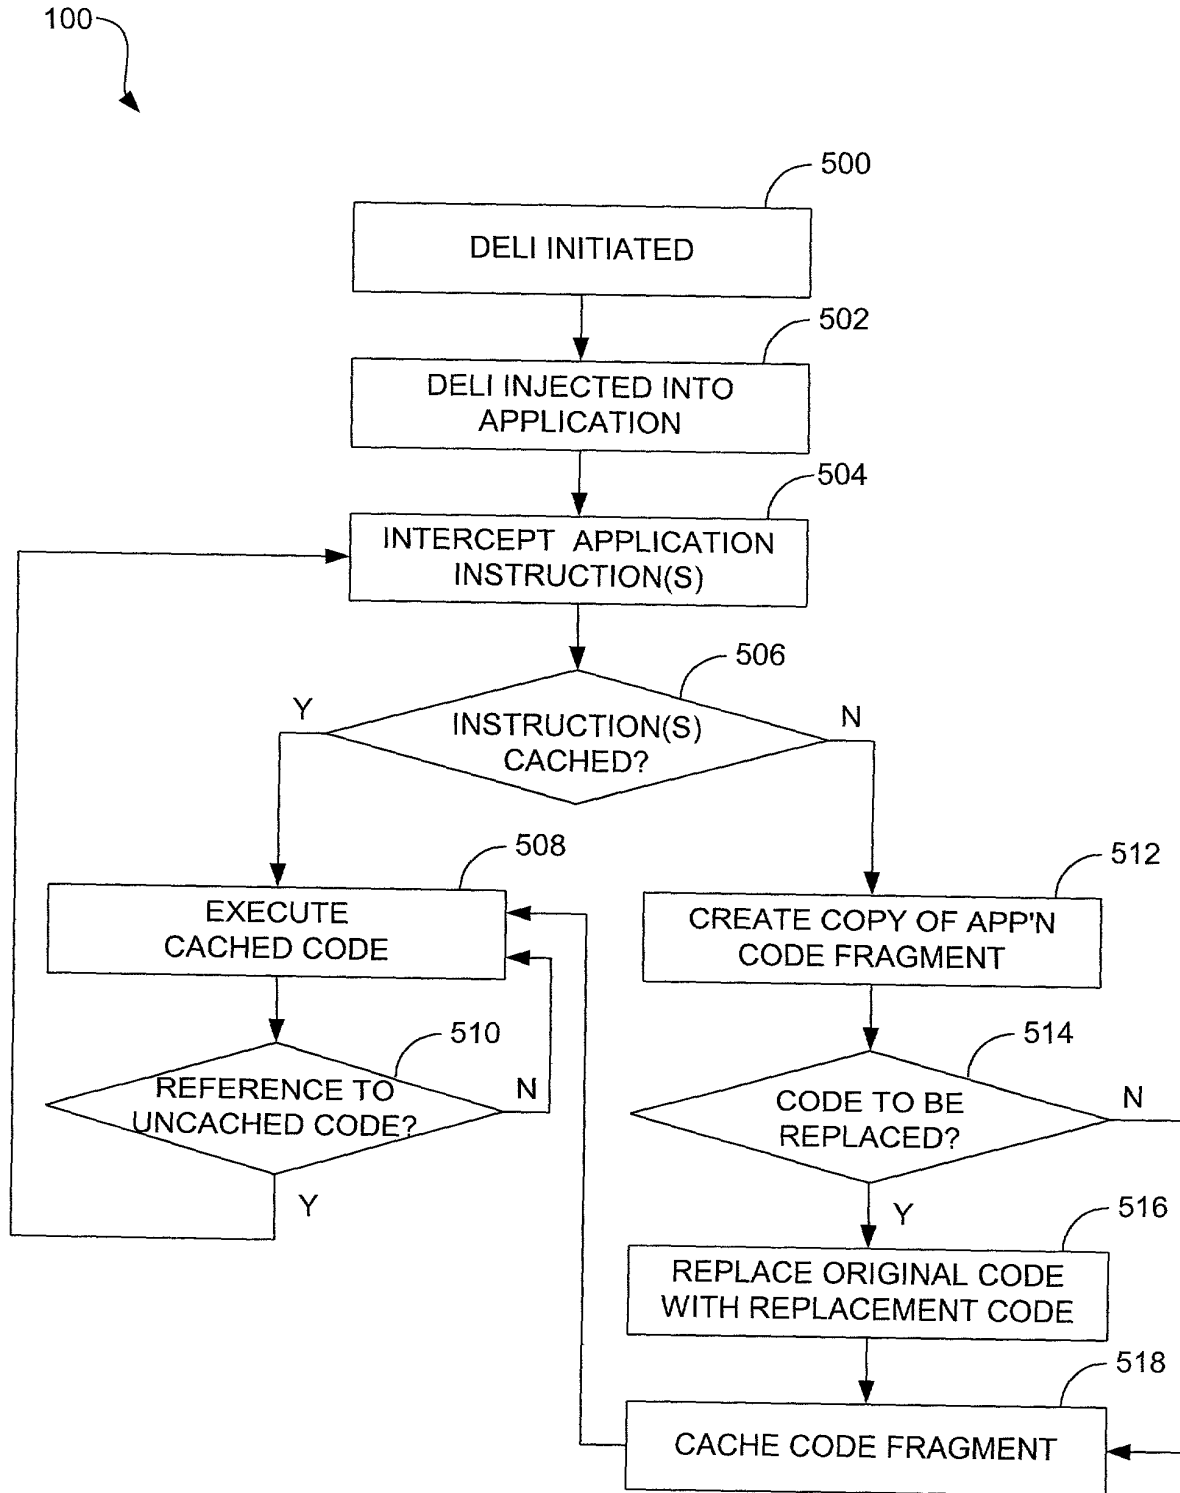 100
500
DELI INITIATED
502
DELI INJECTED INTO
APPLICATION
504
INTERCEPT APPLICATION
INSTRUCTION(S)
506
Y
N
INSTRUCTION(S)
CACHED?
508
512
EXECUTE
CACHED CODE
CREATE COPY OF APP'N
CODE FRAGMENT
510
514
REFERENCE TO
UNCACHED CODE?
N
CODE TO BE
REPLACED?
N
Y
Y
516
REPLACE ORIGINAL CODE
WITH REPLACEMENT CODE
518
CACHE CODE FRAGMENT